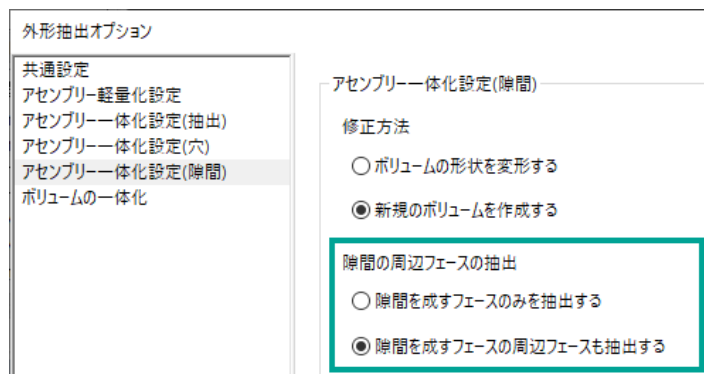 外形抽出オプション
共通設定
アセンブリー軽量化設定
アセンブリー一体化設定(抽出)
アセンブリー一体化設定(穴)
アセンブリー一体化設定(隙間)
ボリュームの一体化
アセンブリー一体化設定(隙間)
修正方法
ボリュームの形状を変形する
新規のボリュームを作成する
隙間の周辺フェースの抽出
隙間を成すフェースのみを抽出する
隙間を成すフェースの周辺フェースも抽出する